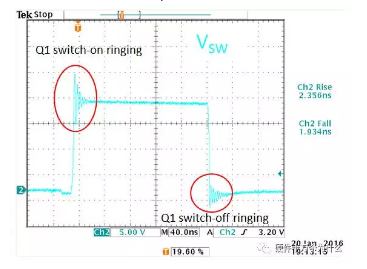 Tek Stop
Q1 switch-on ringing
VSW
Ch2 Rise
2.356ns
Ch2 Fall
1.934ns
2
Q1 switch-off ringing
Ch2 5.00 V M 40.0ns A Ch2 3.20 V
19.60 %
20 Jan 2016
19:13:15